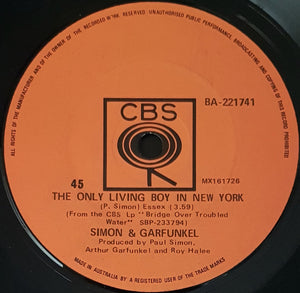 ALL RIGHTS OF THE MANUFACTURER AND OF THE OWNER OF THE RECORDED WORK RESERVED. UNAUTHORISED PUBLIC PERFORMANCE, BROADCASTING AND COPYING OF THIS RECORD PROHIBITED.
CBS
BA-221741
45
MX161726
THE ONLY LIVING BOY IN NEW YORK
(P. Simon) Essex (3.59)
(From the CBS Lp "Bridge Over Troubled
Water" SBP-233794)
SIMON & GARFUNKEL
Produced by Paul Simon,
Arthur Garfunkel and Roy Halee
MADE IN AUSTRALIA BY A REGISTERED USER OF THE TRADE MARK.